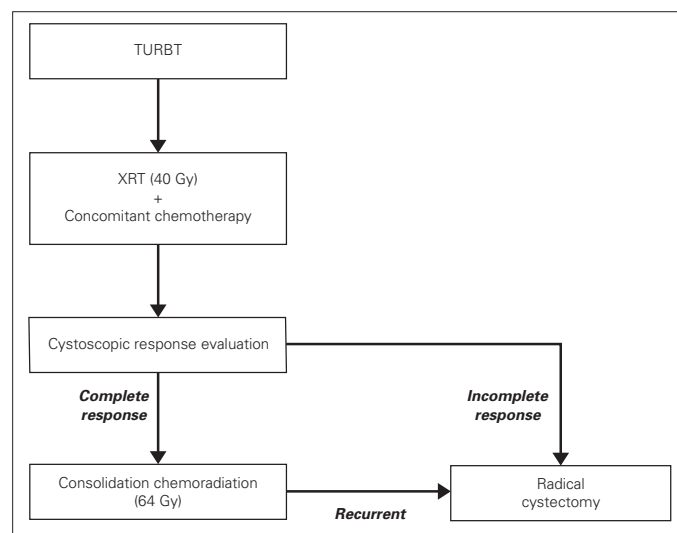 TURBT
XRT (40 Gy)
+
Concomitant chemotherapy
Cystoscopic response evaluation
Complete
response
Incomplete
response
Consolidation chemoradiation
(64 Gy)
Recurrent
Radical
cystectomy